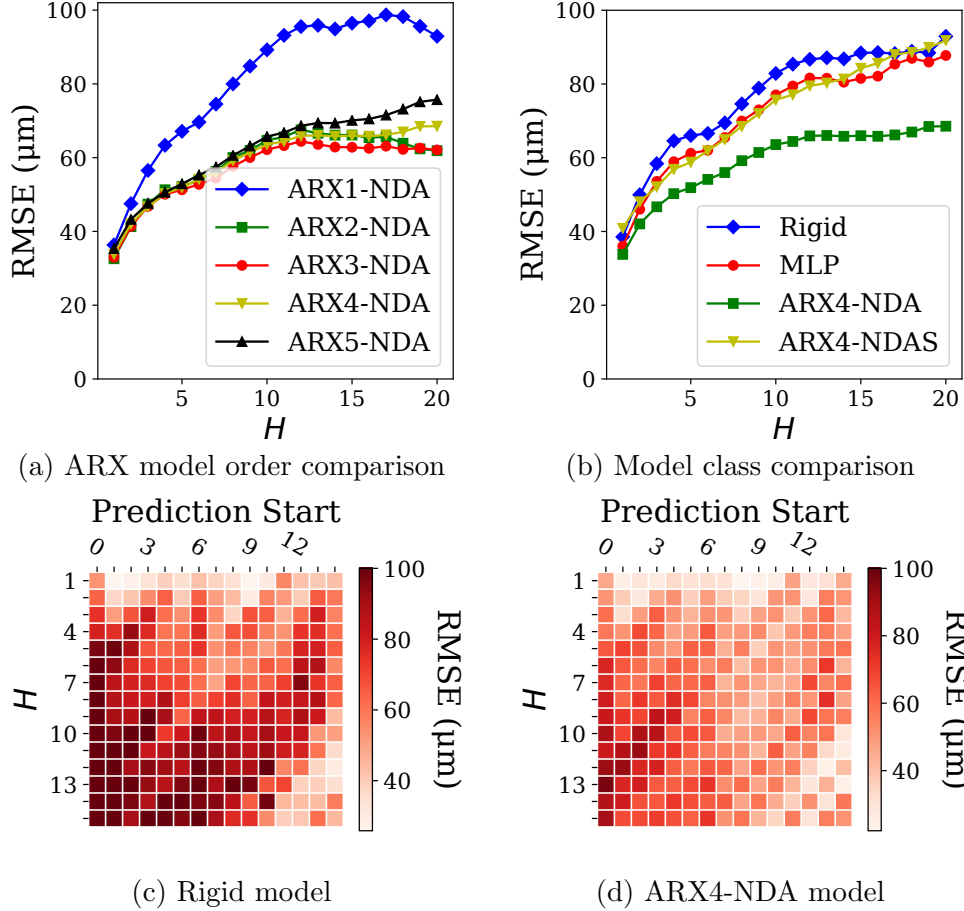 100
80
60
40
20
0
RMSE (µm)
5
10
15
20
H
ARX1-NDA
ARX2-NDA
ARX3-NDA
ARX4-NDA
ARX5-NDA
(a) ARX model order comparison
100
80
60
40
20
0
RMSE (µm)
5
10
15
20
H
Rigid
MLP
ARX4-NDA
ARX4-NDAS
(b) Model class comparison
Prediction Start
0
3
6
9
12
1
4
7
10
13
H
100
80
60
40
RMSE (µm)
(c) Rigid model
Prediction Start
0
3
6
9
12
1
4
7
10
13
H
100
80
60
40
RMSE (µm)
(d) ARX4-NDA model